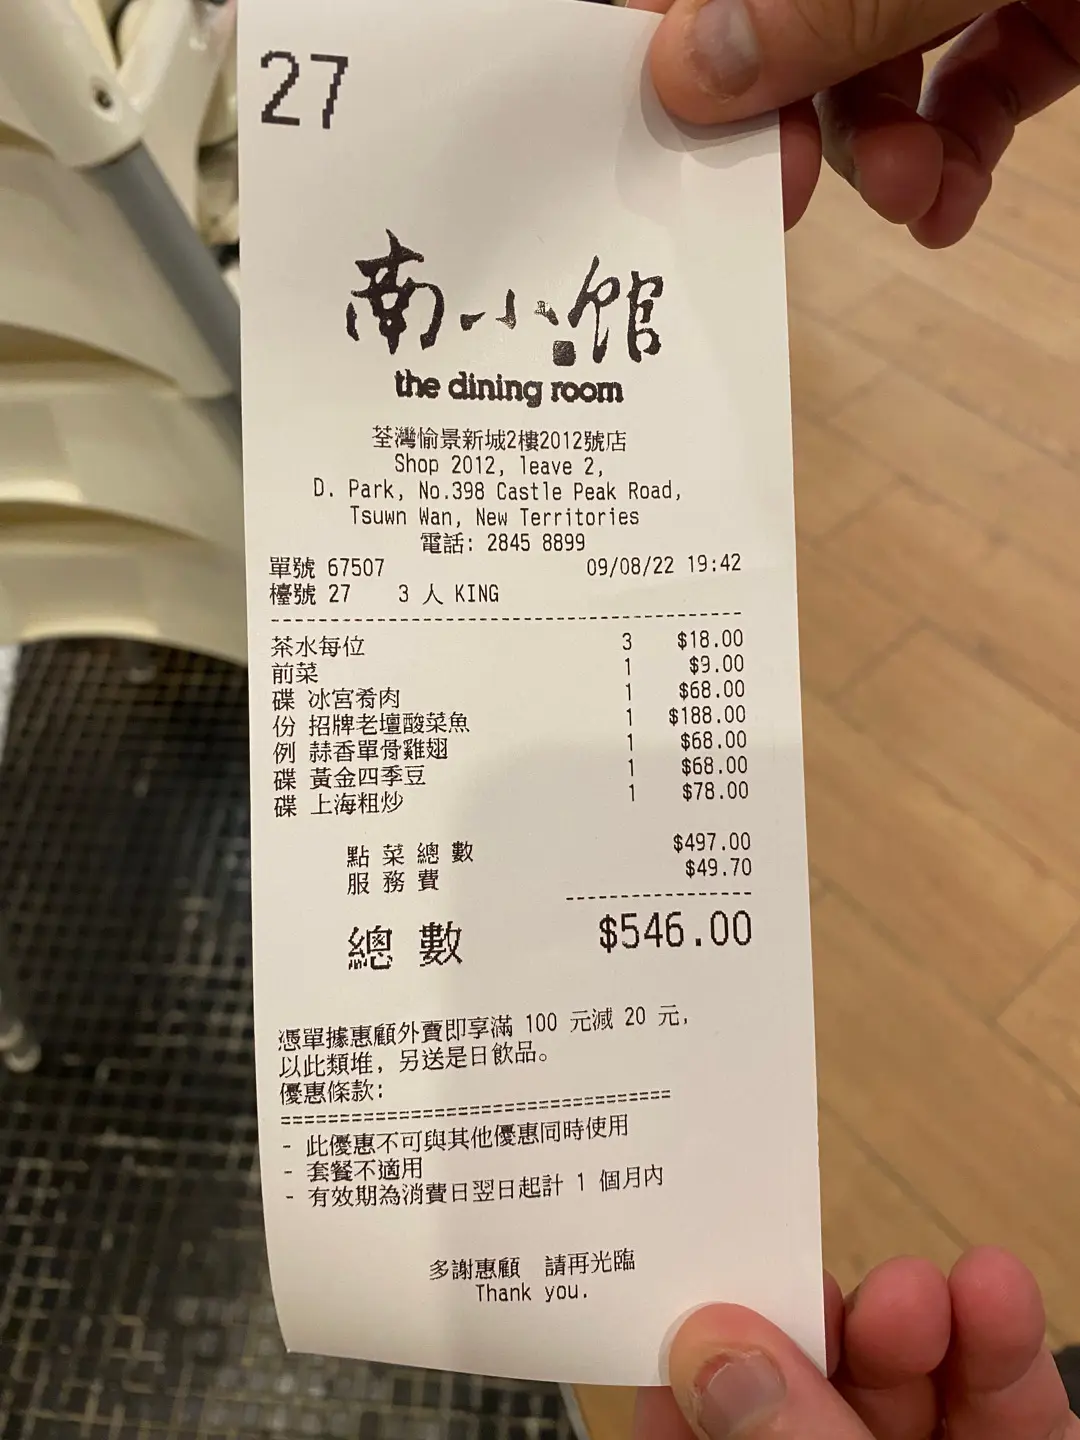 27
南小館
the dining room
荃灣愉景新城2樓2012號店
Shop 2012, leave 2,
D. Park, No.398 Castle Peak Road,
Tsuwn Wan, New Territories
電話: 2845 8899
單號 67507 09/08/22 19:42
檯號 27 3 人 KING
茶水每位 3 $18.00
前菜 1 $9.00
碟 冰宮肴肉 1 $68.00
份 招牌老壇酸菜魚 1 $188.00
例 蒜香單骨雞翅 1 $68.00
碟 黃金四季豆 1 $68.00
碟 上海粗炒 1 $78.00
點菜總數 $497.00
服務費 $49.70
總數 $546.00
憑單據惠顧外賣即享滿 100 元減 20 元,
以此類堆, 另送是日飲品。
優惠條款:
===================================
- 此優惠不可與其他優惠同時使用
- 套餐不適用
- 有效期為消費日翌日起計 1 個月內
多謝惠顧 請再光臨
Thank you.